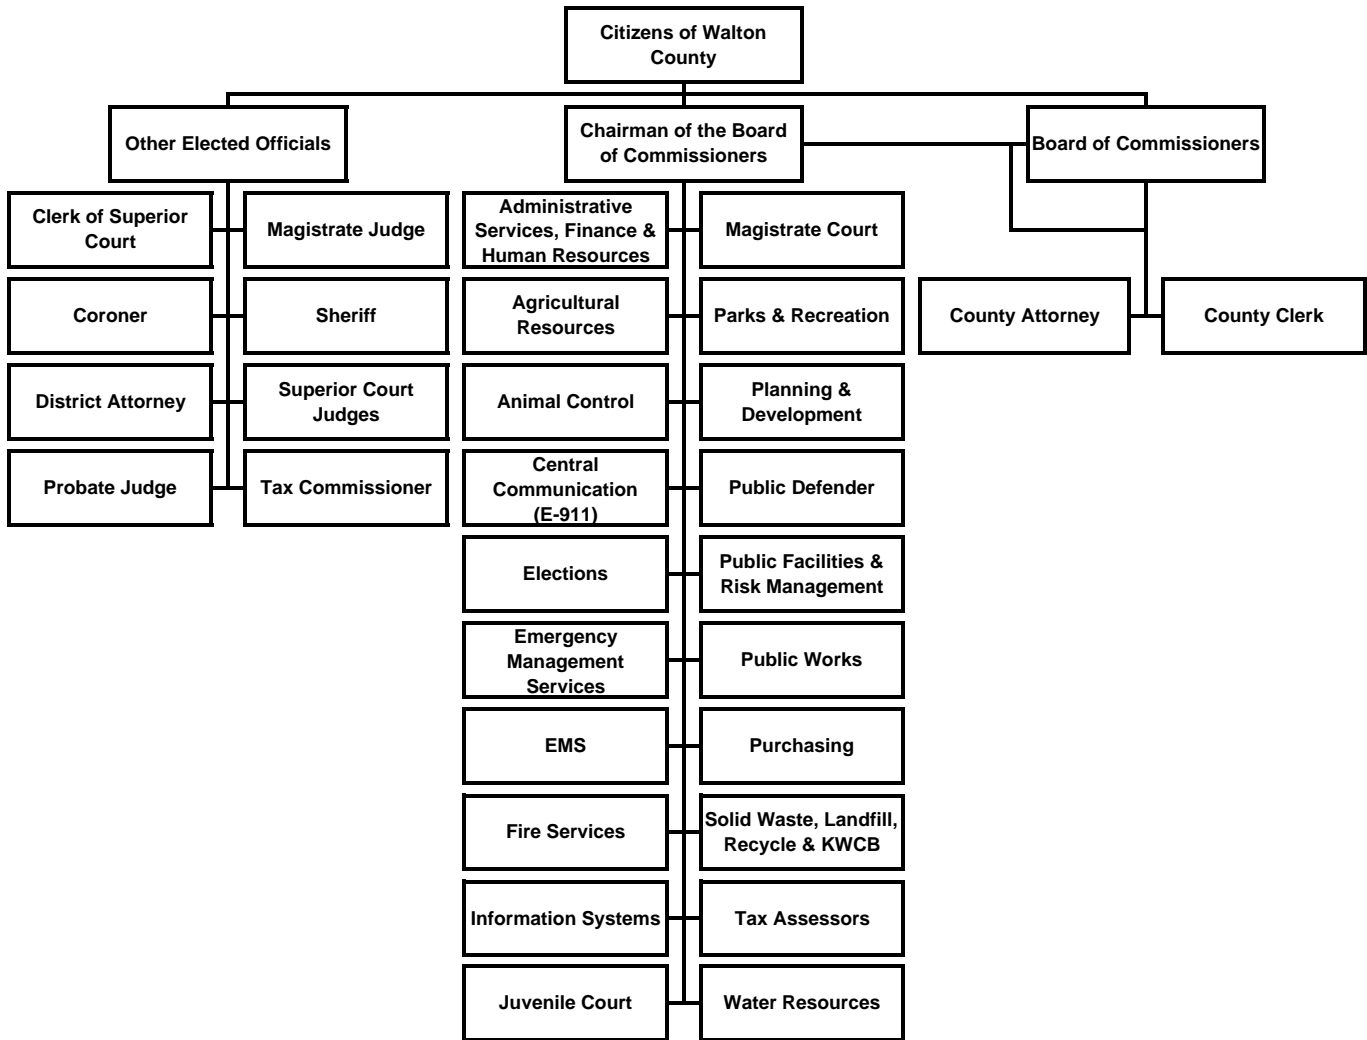 Citizens of Walton
County
Other Elected Officials
Chairman of the Board
of Commissioners
Board of Commissioners
Clerk of Superior
Court
Magistrate Judge
Administrative
Services, Finance &
Human Resources
Magistrate Court
Coroner
Sheriff
Agricultural
Resources
Parks & Recreation
County Attorney
County Clerk
District Attorney
Superior Court
Judges
Animal Control
Planning &
Development
Probate Judge
Tax Commissioner
Central
Communication
(E-911)
Public Defender
Elections
Public Facilities &
Risk Management
Emergency
Management
Services
Public Works
EMS
Purchasing
Fire Services
Solid Waste, Landfill,
Recycle & KWCB
Information Systems
Tax Assessors
Juvenile Court
Water Resources